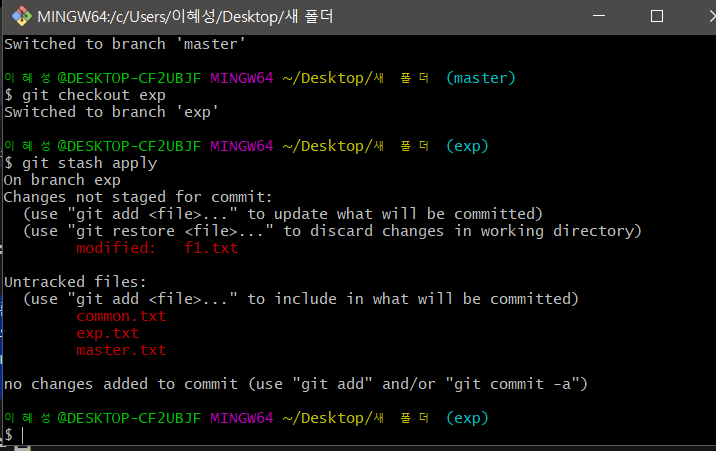 MINGW64:/c/Users/이혜성/Desktop/새 폴더
Switched to branch 'master'
이혜성@DESKTOP-CF2UBJF MINGW64 ~/Desktop/새 폴더 (master)
$ git checkout exp
Switched to branch 'exp'
이혜성@DESKTOP-CF2UBJF MINGW64 ~/Desktop/새 폴더 (exp)
$ git stash apply
On branch exp
Changes not staged for commit:
  (use "git add <file>..." to update what will be committed)
  (use "git restore <file>..." to discard changes in working directory)
        modified:   f1.txt
Untracked files:
  (use "git add <file>..." to include in what will be committed)
        common.txt
        exp.txt
        master.txt
no changes added to commit (use "git add" and/or "git commit -a")
이혜성@DESKTOP-CF2UBJF MINGW64 ~/Desktop/새 폴더 (exp)
$